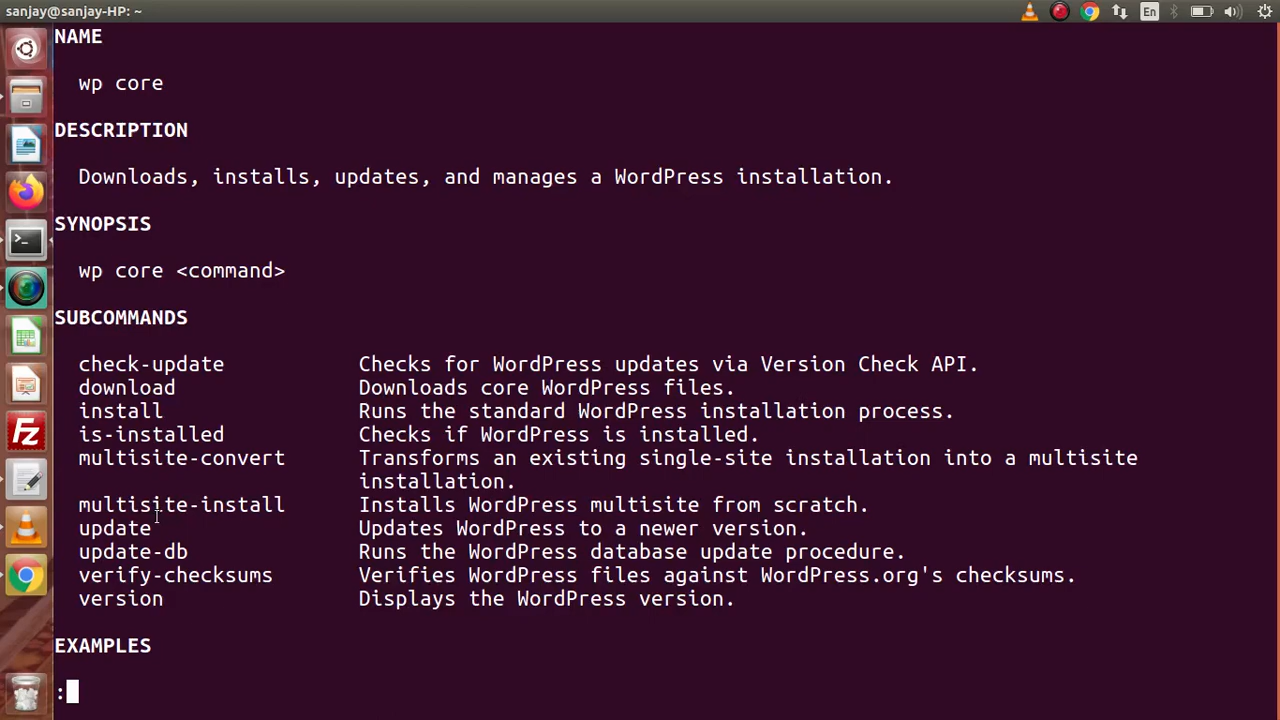 sanjay@sanjay-HP: ~
En
NAME
wp core
DESCRIPTION
Downloads, installs, updates, and manages a WordPress installation.
SYNOPSIS
wp core <command>
SUBCOMMANDS
check-update Checks for WordPress updates via Version Check API.
download Downloads core WordPress files.
install Runs the standard WordPress installation process.
is-installed Checks if WordPress is installed.
multisite-convert Transforms an existing single-site installation into a multisite
installation.
multisite-install Installs WordPress multisite from scratch.
update Updates WordPress to a newer version.
update-db Runs the WordPress database update procedure.
verify-checksums Verifies WordPress files against WordPress.org's checksums.
version Displays the WordPress version.
EXAMPLES
: